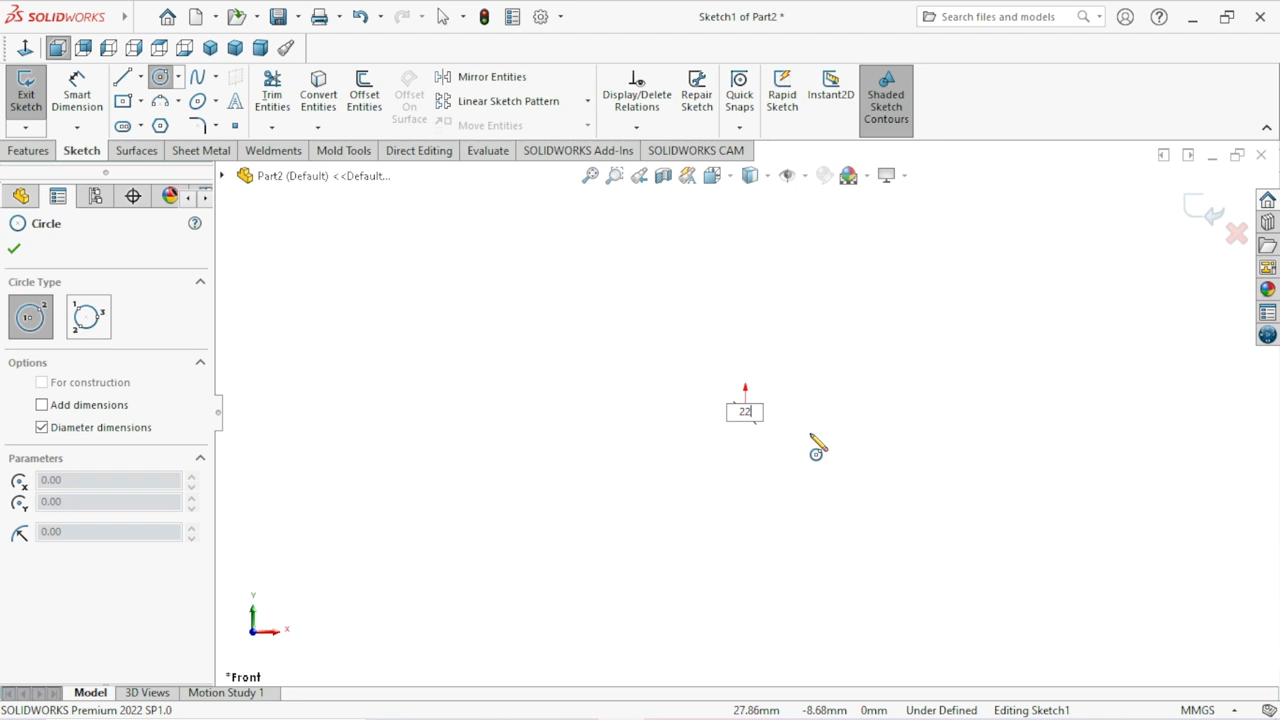 SOLIDWORKS
Sketch1 of Part2 *
Search files and models
Exit Sketch
Smart Dimension
Trim Entities
Convert Entities
Offset Entities
Offset On Surface
Mirror Entities
Linear Sketch Pattern
Move Entities
Display/Delete Relations
Repair Sketch
Quick Snaps
Rapid Sketch
Instant2D
Shaded Sketch Contours
Features
Sketch
Surfaces
Sheet Metal
Weldments
Mold Tools
Direct Editing
Evaluate
SOLIDWORKS Add-Ins
SOLIDWORKS CAM
Part2 (Default) <<Default...
Circle
Circle Type
Options
For construction
Add dimensions
Diameter dimensions
Parameters
0.00
0.00
0.00
22
Y
X
*Front
Model
3D Views
Motion Study 1
SOLIDWORKS Premium 2022 SP1.0
27.86mm
-8.68mm
0mm
Under Defined
Editing Sketch1
MMGS